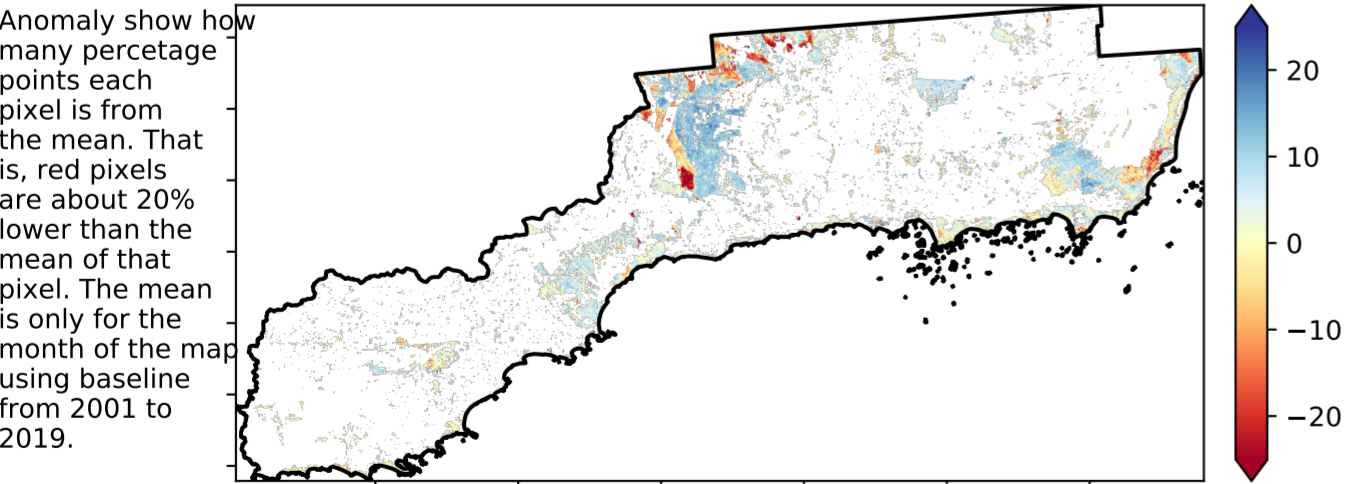 Anomaly show how
many percetage
points each
pixel is from
the mean. That
is, red pixels
are about 20%
lower than the
mean of that
pixel. The mean
is only for the
month of the map
using baseline
from 2001 to
2019.
20
10
0
−10
−20